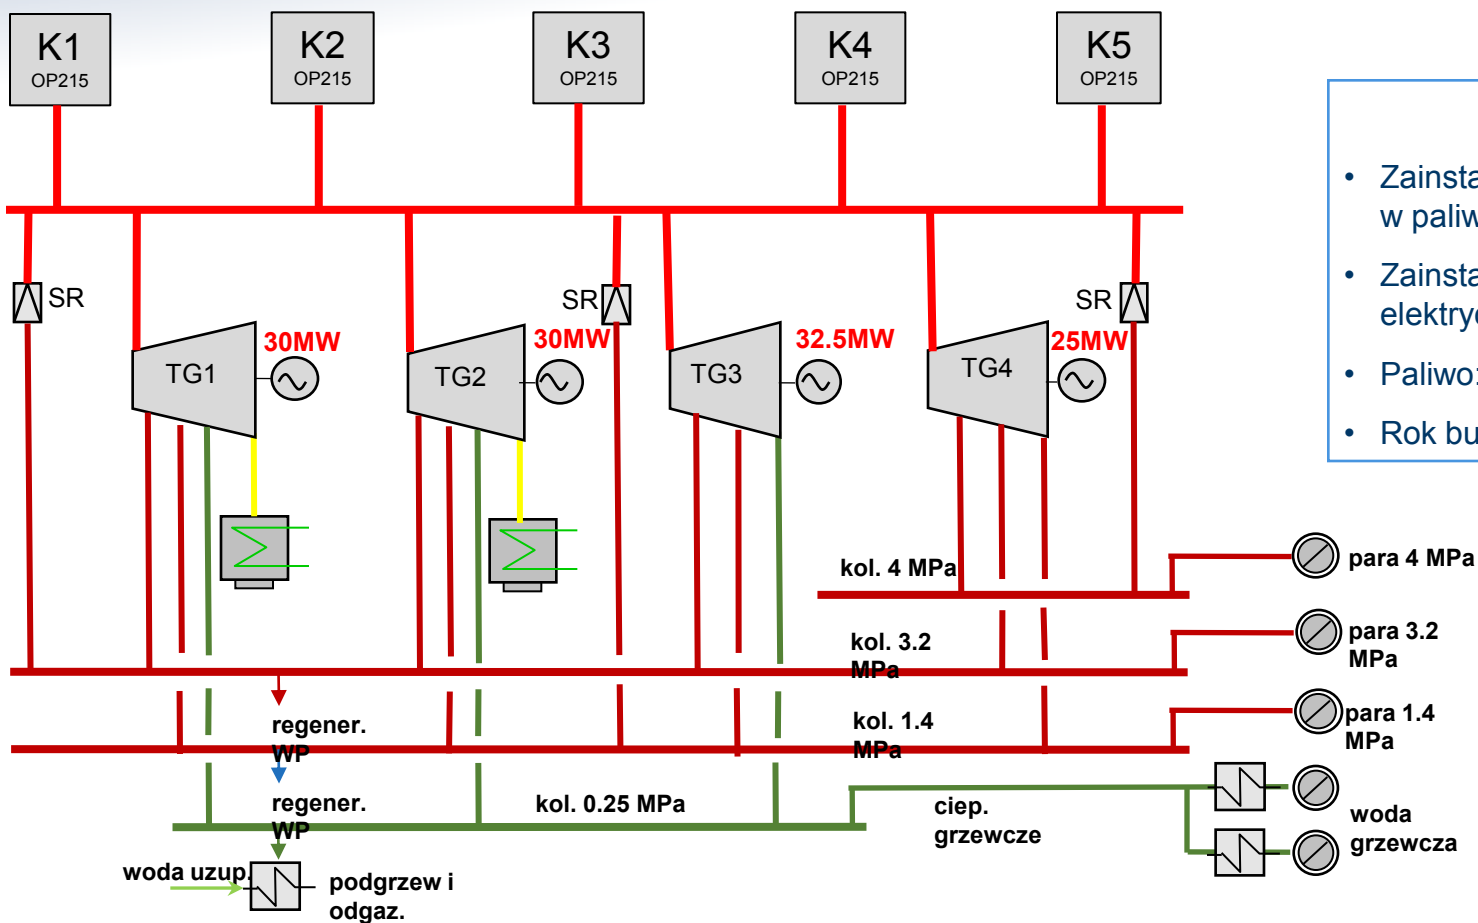 K1
OP215
K2
OP215
K3
OP215
K4
OP215
K5
OP215
w
•
•
•
• Rok
SR
SR
SR
TG1
30MW
TG2
30MW
TG3
32.5MW
TG4
25MW
kol. 4 MPa
para 4 MPa
kol. 3.2
MPa
para 3.2
MPa
regener.
WP
kol. 1.4
MPa
para 1.4
MPa
regener.
WP
kol. 0.25 MPa
ciep.
grzewcze
woda
grzewcza
woda uzup.
podgrzew i
odgaz.